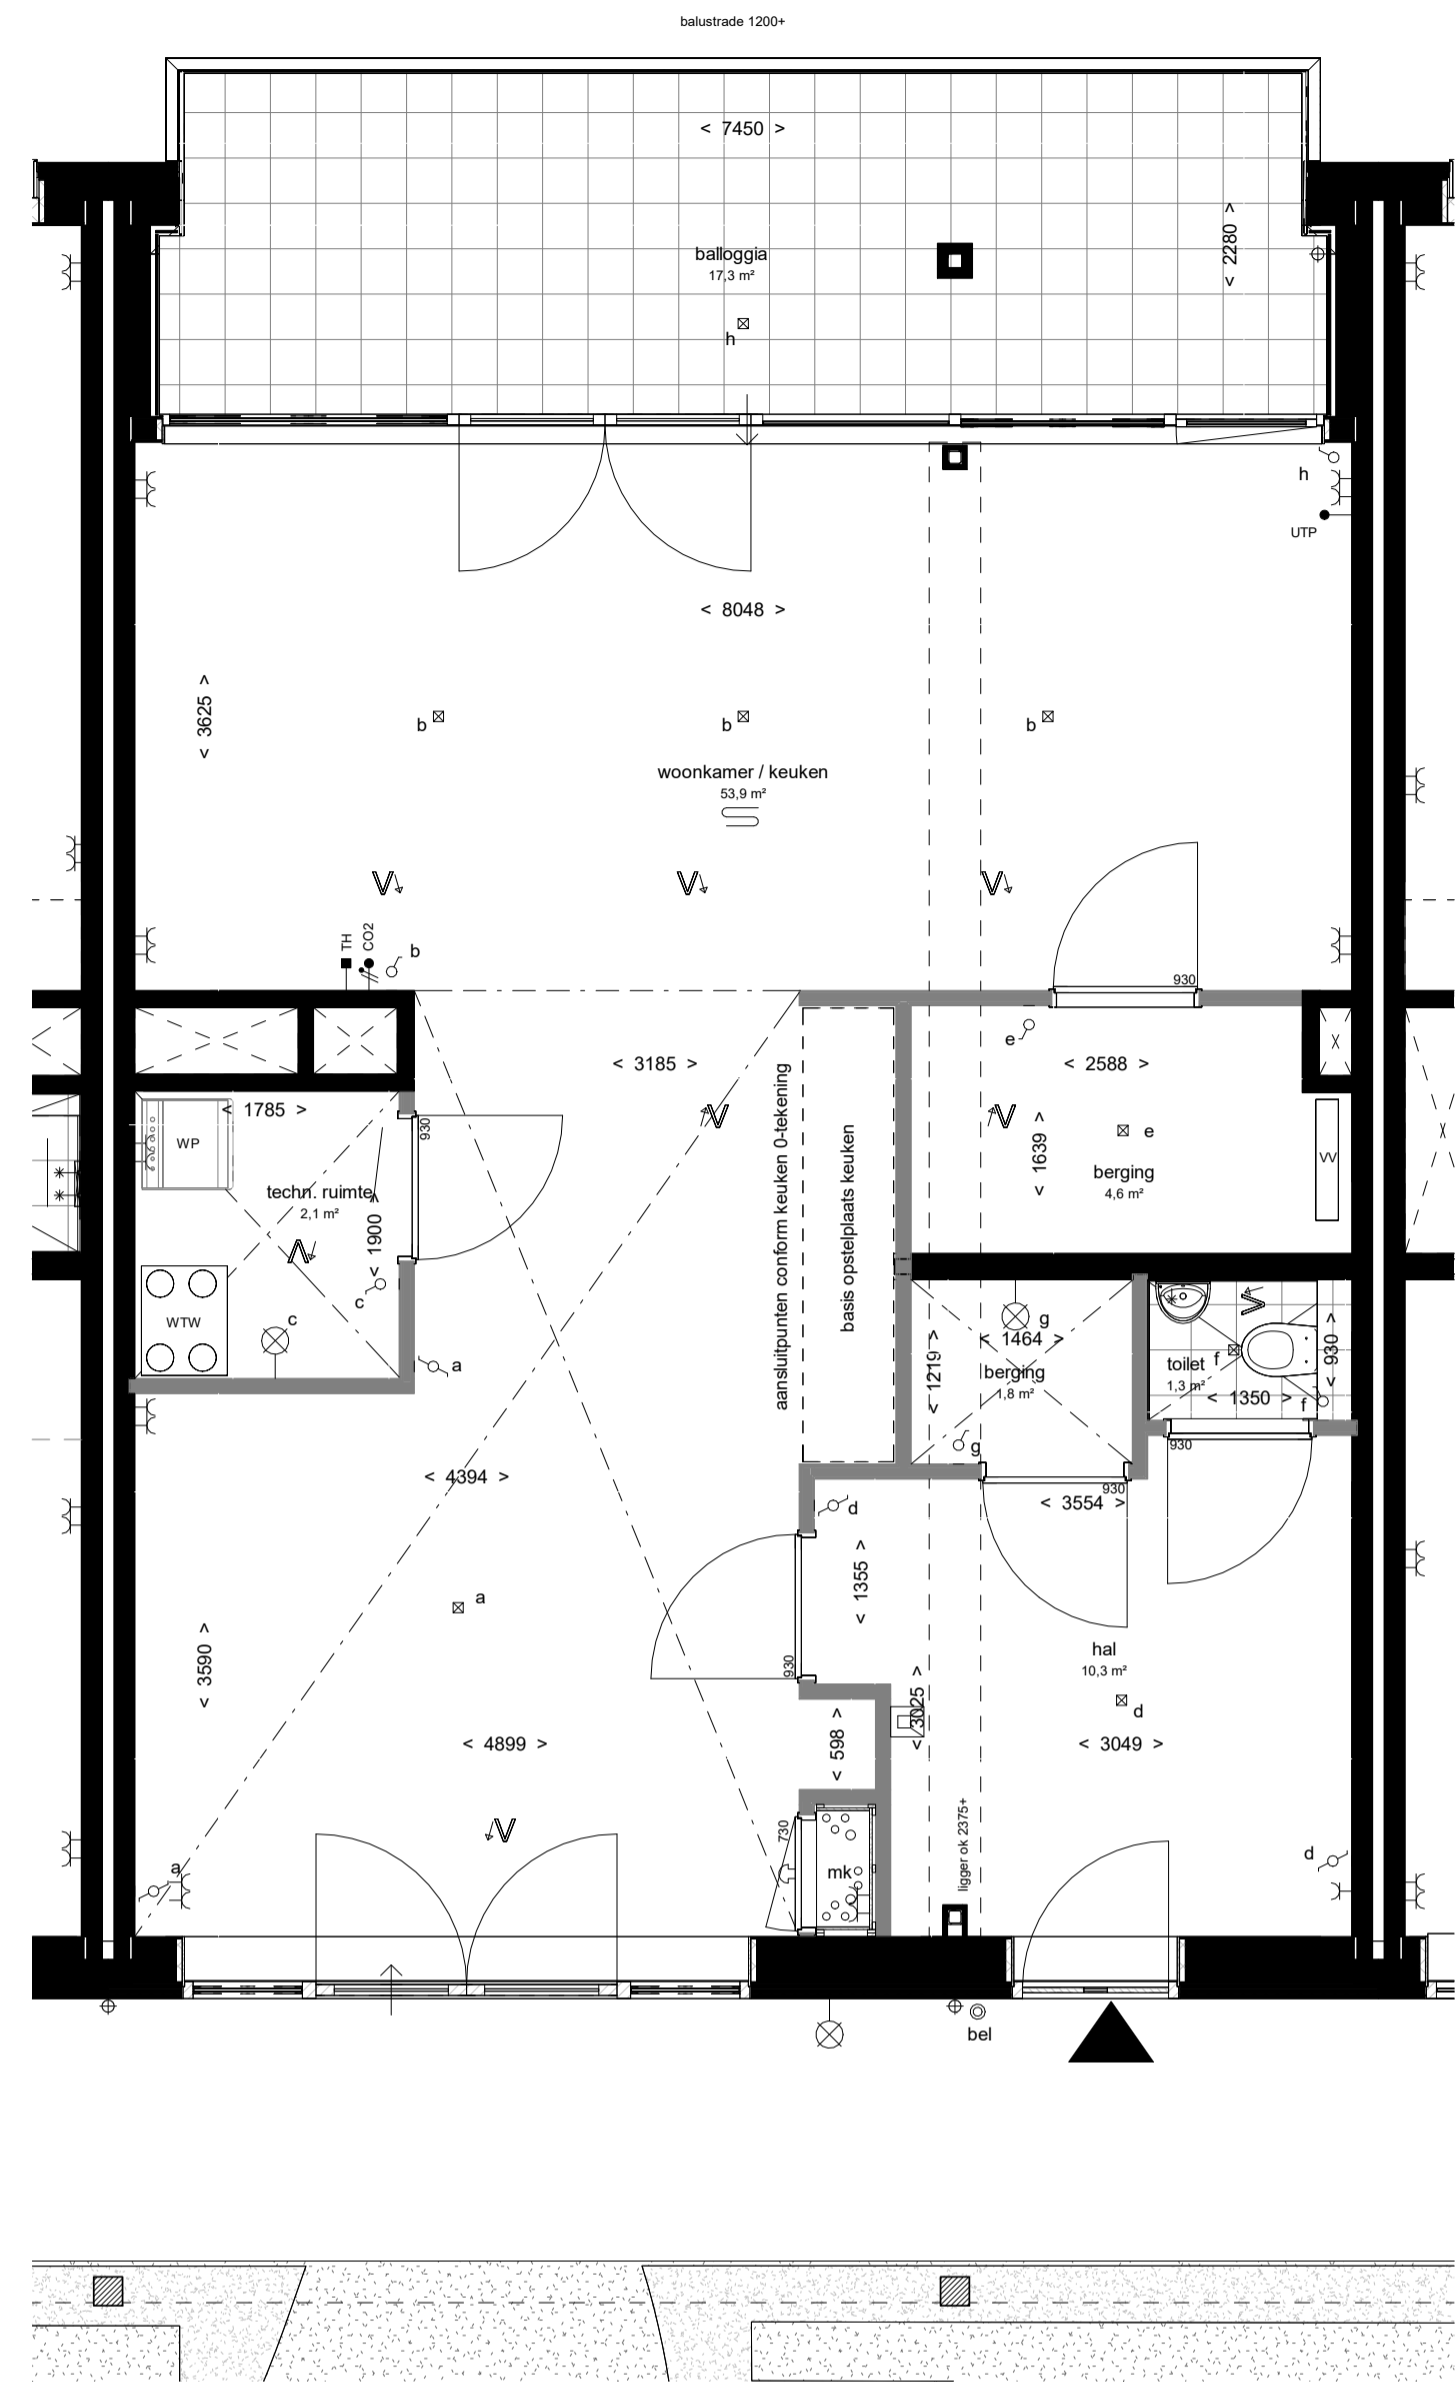 balustrade 1200+
< 7450 >
< 2280 >
balloggia
17,3 m²
h
h
UTP
< 8048 >
< 3625 >
b
b
b
woonkamer / keuken
53,9 m²
V
V
V
TH
CO2
b
930
e
< 3185 >
< 2588 >
< 1785 >
WP
930
V
V
< 1639 >
e
berging
4,6 m²
VV
techn. ruimte
2,1 m²
< 1900 >
V
c
c
WTW
a
aansluitpunten conform keuken 0-tekening
basis opstelplaats keuken
g
< 1464 >
berging
1,8 m²
< 1219 >
g
V
toilet
1,3 m²
f
< 930 >
< 1350 >
f
930
930
< 3554 >
< 4394 >
d
< 1355 >
a
930
hal
10,3 m²
d
< 3590 >
< 3025 >
< 4899 >
< 598 >
< 3049 >
V
730
mk
ligger ok 2375+
a
d
bel